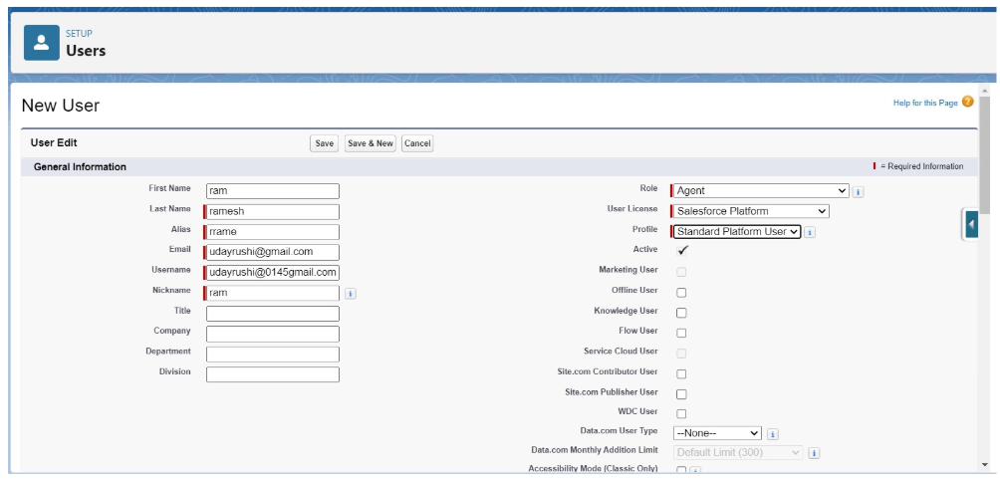 SETUP
Users
New User
Help for this Page ?
User Edit Save Save & New Cancel
General Information = Required Information
First Name ram
Last Name ramesh
Alias rrame
Email udayrushi@gmail.com
Username udayrushi@0145gmail.com
Nickname ram i
Title
Company
Department
Division
Role Agent i
User License Salesforce Platform
Profile Standard Platform User i
Active
Marketing User
Offline User
Knowledge User
Flow User
Service Cloud User
Site.com Contributor User
Site.com Publisher User
WDC User
Data.com User Type --None-- i
Data.com Monthly Addition Limit Default Limit (300) i
Accessibility Mode (Classic Only) i